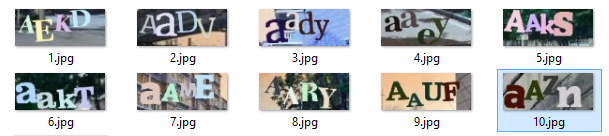 AEKD aADV aady aaey AAkS
1.jpg 2.jpg 3.jpg 4.jpg 5.jpg
aakT aAME AARY AAUF aAZn
6.jpg 7.jpg 8.jpg 9.jpg 10.jpg